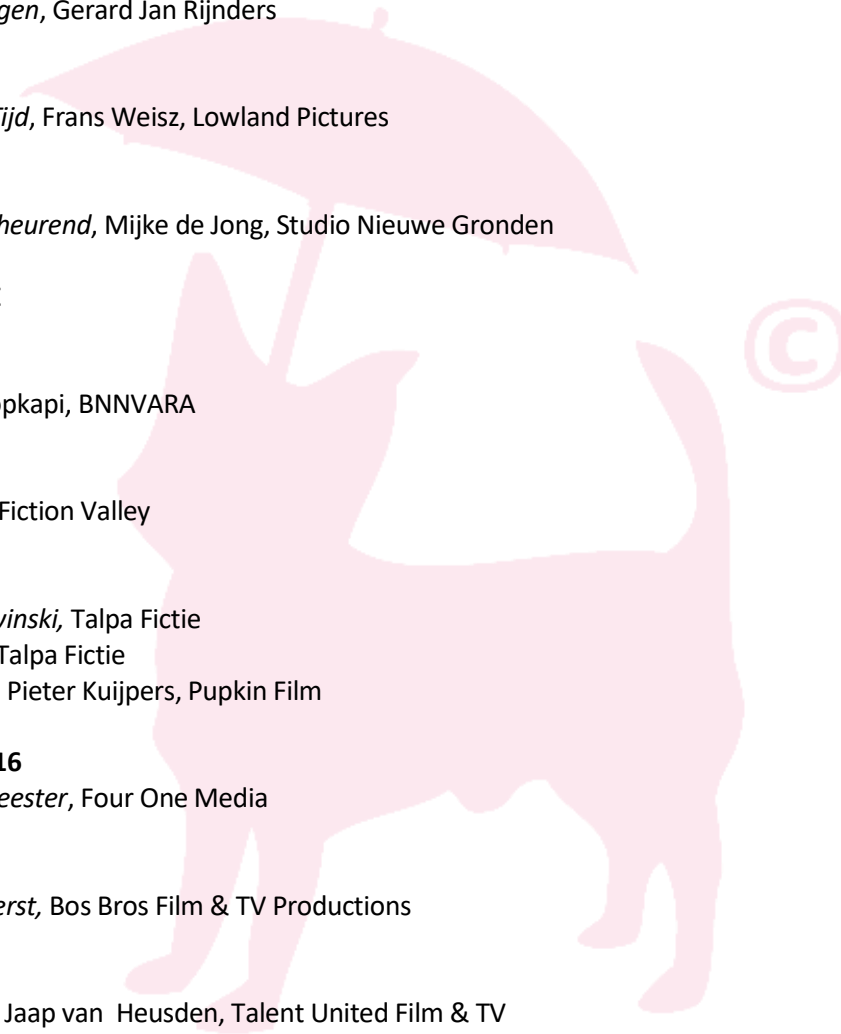 gen, Gerard Jan Rijnders
Tijd, Frans Weisz, Lowland Pictures
heurend, Mijke de Jong, Studio Nieuwe Gronden
©
opkapi, BNNVARA
Fiction Valley
vinski, Talpa Fictie
Talpa Fictie
Pieter Kuijpers, Pupkin Film
16
eester, Four One Media
erst, Bos Bros Film & TV Productions
Jaap van Heusden, Talent United Film & TV